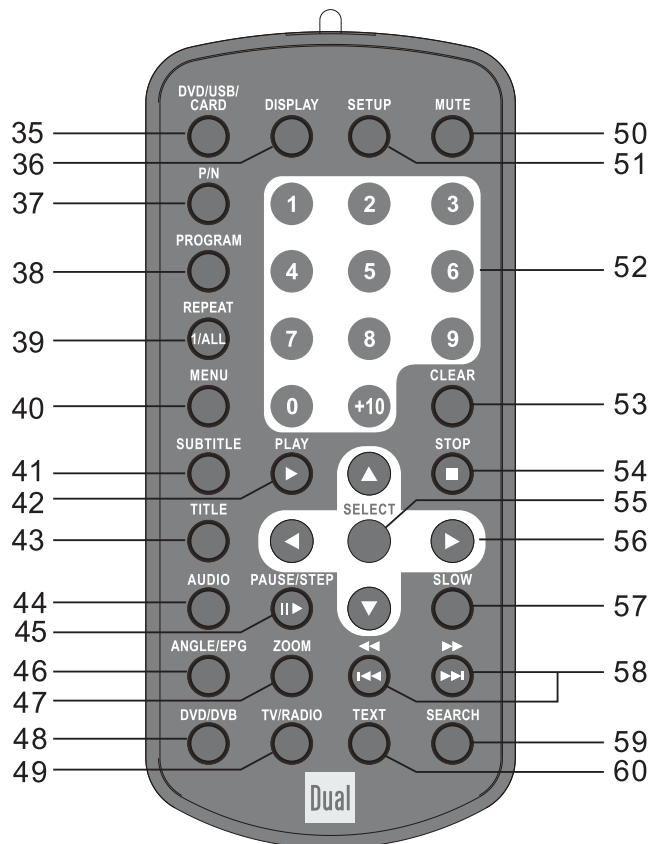 DVD/USB/
CARD
DISPLAY
SETUP
MUTE
35
36
50
51
P/N
37
1 2 3
PROGRAM
38
4 5 6
52
REPEAT
1/ALL
39
7 8 9
MENU
40
0 +10
CLEAR
53
SUBTITLE
41
PLAY
42
STOP
54
SELECT
55
TITLE
43
56
AUDIO
44
PAUSE/STEP
45
SLOW
57
ANGLE/EPG
46
ZOOM
47
58
DVD/DVB
48
TV/RADIO
49
TEXT
60
SEARCH
59
Dual